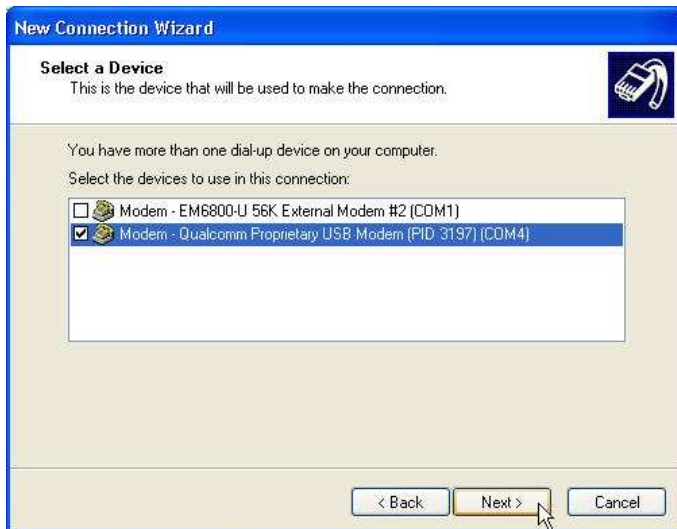 New Connection Wizard
Select a Device
This is the device that will be used to make the connection.
You have more than one dial-up device on your computer.
Select the devices to use in this connection:
Modem - EM6800-U 56K External Modem #2 (COM1)
Modem - Qualcomm Proprietary USB Modem (PID 3197) (COM4)
< Back Next > Cancel